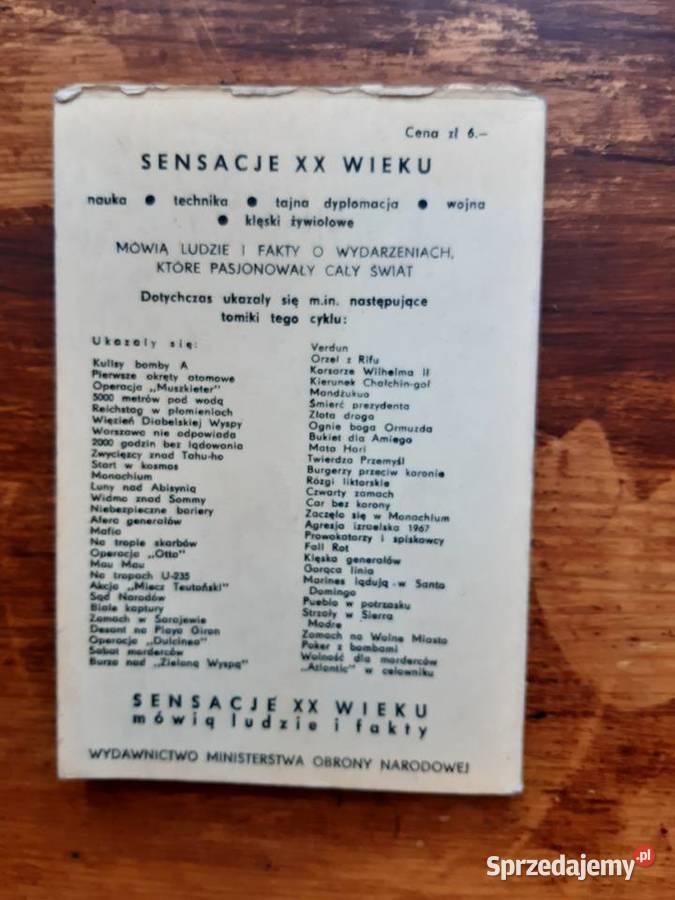 Cena zł 6.–
SENSACJE XX WIEKU
nauka ● technika ● tajna dyplomacja ● wojna
● klęski żywiołowe
MÓWIĄ LUDZIE I FAKTY O WYDARZENIACH,
KTÓRE PASJONOWAŁY CAŁY ŚWIAT
Dotychczas ukazały się m.in. następujące
tomiki tego cyklu:
Ukazały się:
Kulisy bomby A
Pierwsze okręty atomowe
Operacja „Muszkieter"
5000 metrów pod wodą
Reichstag w płomieniach
Więzień Diabelskiej Wyspy
Warszawa nie odpowiada
2000 godzin bez lądowania
Zwycięzcy znad Tahu-ho
Start w kosmos
Monachium
Luny nad Abisynią
Widmo znad Sommy
Niebezpieczne bariery
Afera generałów
Mafia
Na tropie skarbów
Operacja „Otto"
Mau Mau
Na tropach U-235
Akcja „Miecz Teutoński"
Sąd Narodów
Białe kaptury
Zamach w Sarajewie
Desant na Playa Giron
Operacja „Dulcinea"
Sabat morderców
Burza nad „Zieloną Wyspą"
Verdun
Orzeł z Rifu
Korsarze Wilhelma II
Kierunek Chałchin-goł
Mandżukuo
Śmierć prezydenta
Złota droga
Ognie boga Ormuzda
Bukiet dla Amiego
Mata Hari
Twierdza Przemyśl
Burgerzy przeciw koronie
Rózgi liktorskie
Czwarty zamach
Car bez korony
Zaczęło się w Monachium
Agresja izraelska 1967
Prowokatorzy i spiskowcy
Fall Rot
Klęska generałów
Gorąca linia
Marines lądują w Santo
Domingo
Pueblo w potrzasku
Strzały w Sierra
Madre
Zamach na Wolne Miasto
Poker z bombami
Wolność dla morderców
„Atlantic" w celowniku
SENSACJE XX WIEKU
mówią ludzie i fakty
WYDAWNICTWO MINISTERSTWA OBRONY NARODOWEJ
Sprzedajemy.pl